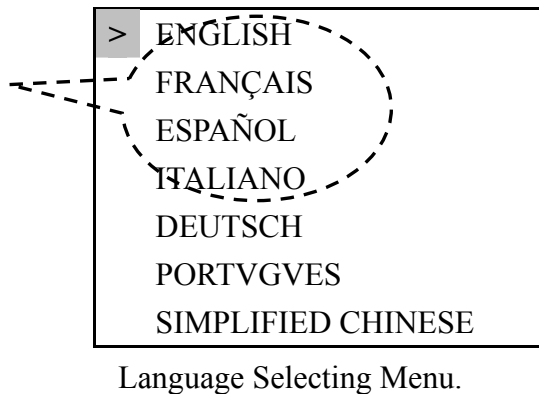 > ENGLISH
FRANÇAIS
ESPAÑOL
ITALIANO
DEUTSCH
PORTVGVES
SIMPLIFIED CHINESE
Language Selecting Menu.